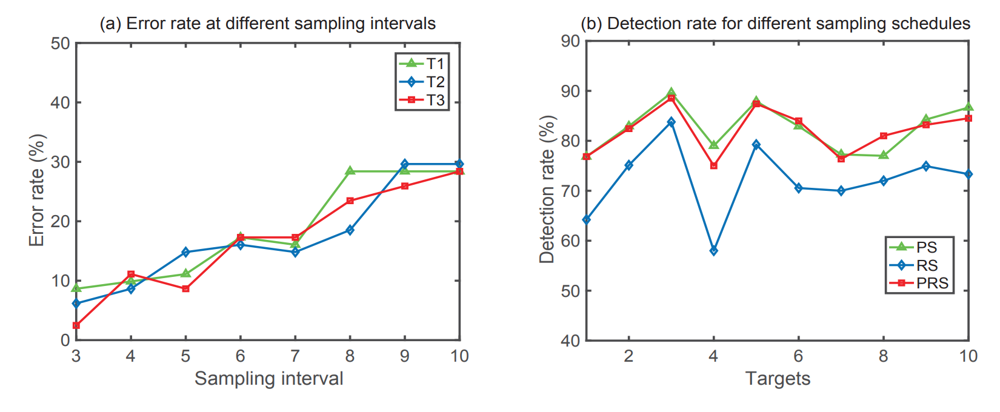 (a) Error rate at different sampling intervals
50
40
30
20
10
0
Error rate (%)
3 4 5 6 7 8 9 10
Sampling interval
T1
T2
T3
(b) Detection rate for different sampling schedules
90
90
80
70
60
50
40
Detection rate (%)
2 4 6 8 10
Targets
PS
RS
PRS